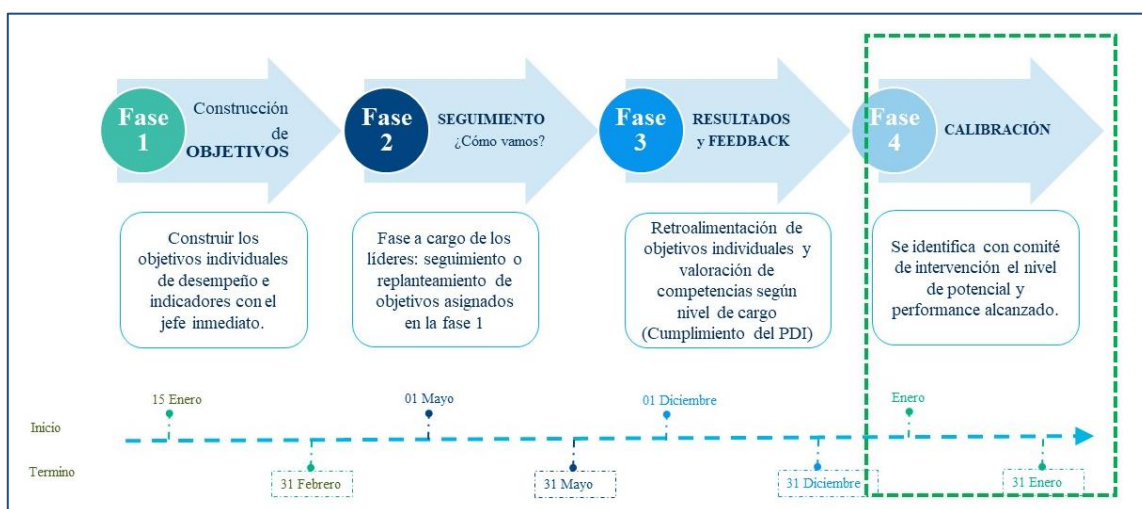 Fase
1
Construcción
de
OBJETIVOS
Fase
2
SEGUIMIENTO
¿Cómo vamos?
Fase
3
RESULTADOS
y FEEDBACK
Fase
4
CALIBRACIÓN
Construir los
objetivos individuales
de desempeño e
indicadores con el
jefe inmediato.
Fase a cargo de los
líderes: seguimiento o
replanteamiento de
objetivos asignados
en la fase 1
Retroalimentación de
objetivos individuales y
valoración de
competencias según
nivel de cargo
(Cumplimiento del PDI)
Se identifica con comité
de intervención el nivel
de potencial y
performance alcanzado.
15 Enero
01 Mayo
01 Diciembre
Enero
Inicio
Termino
31 Febrero
31 Mayo
31 Diciembre
31 Enero